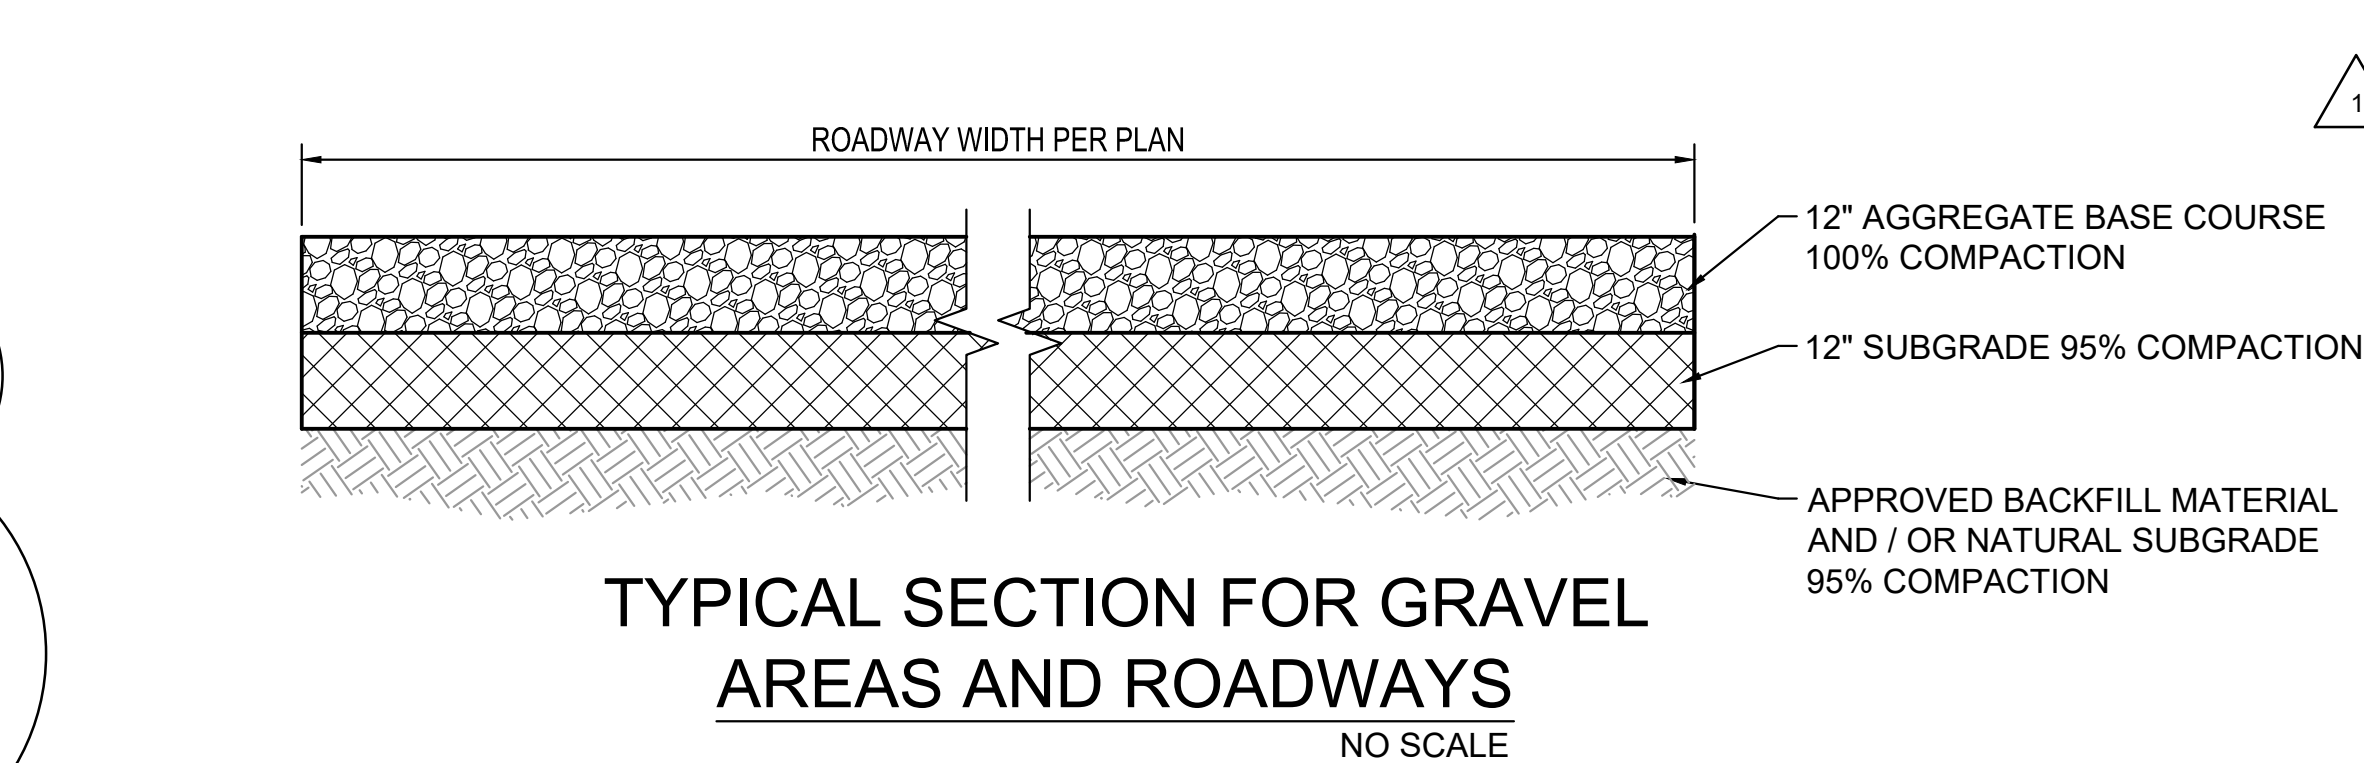 ROADWAY WIDTH PER PLAN
1
12" AGGREGATE BASE COURSE
100% COMPACTION
12" SUBGRADE 95% COMPACTION
APPROVED BACKFILL MATERIAL
AND / OR NATURAL SUBGRADE
95% COMPACTION
TYPICAL SECTION FOR GRAVEL
AREAS AND ROADWAYS
NO SCALE